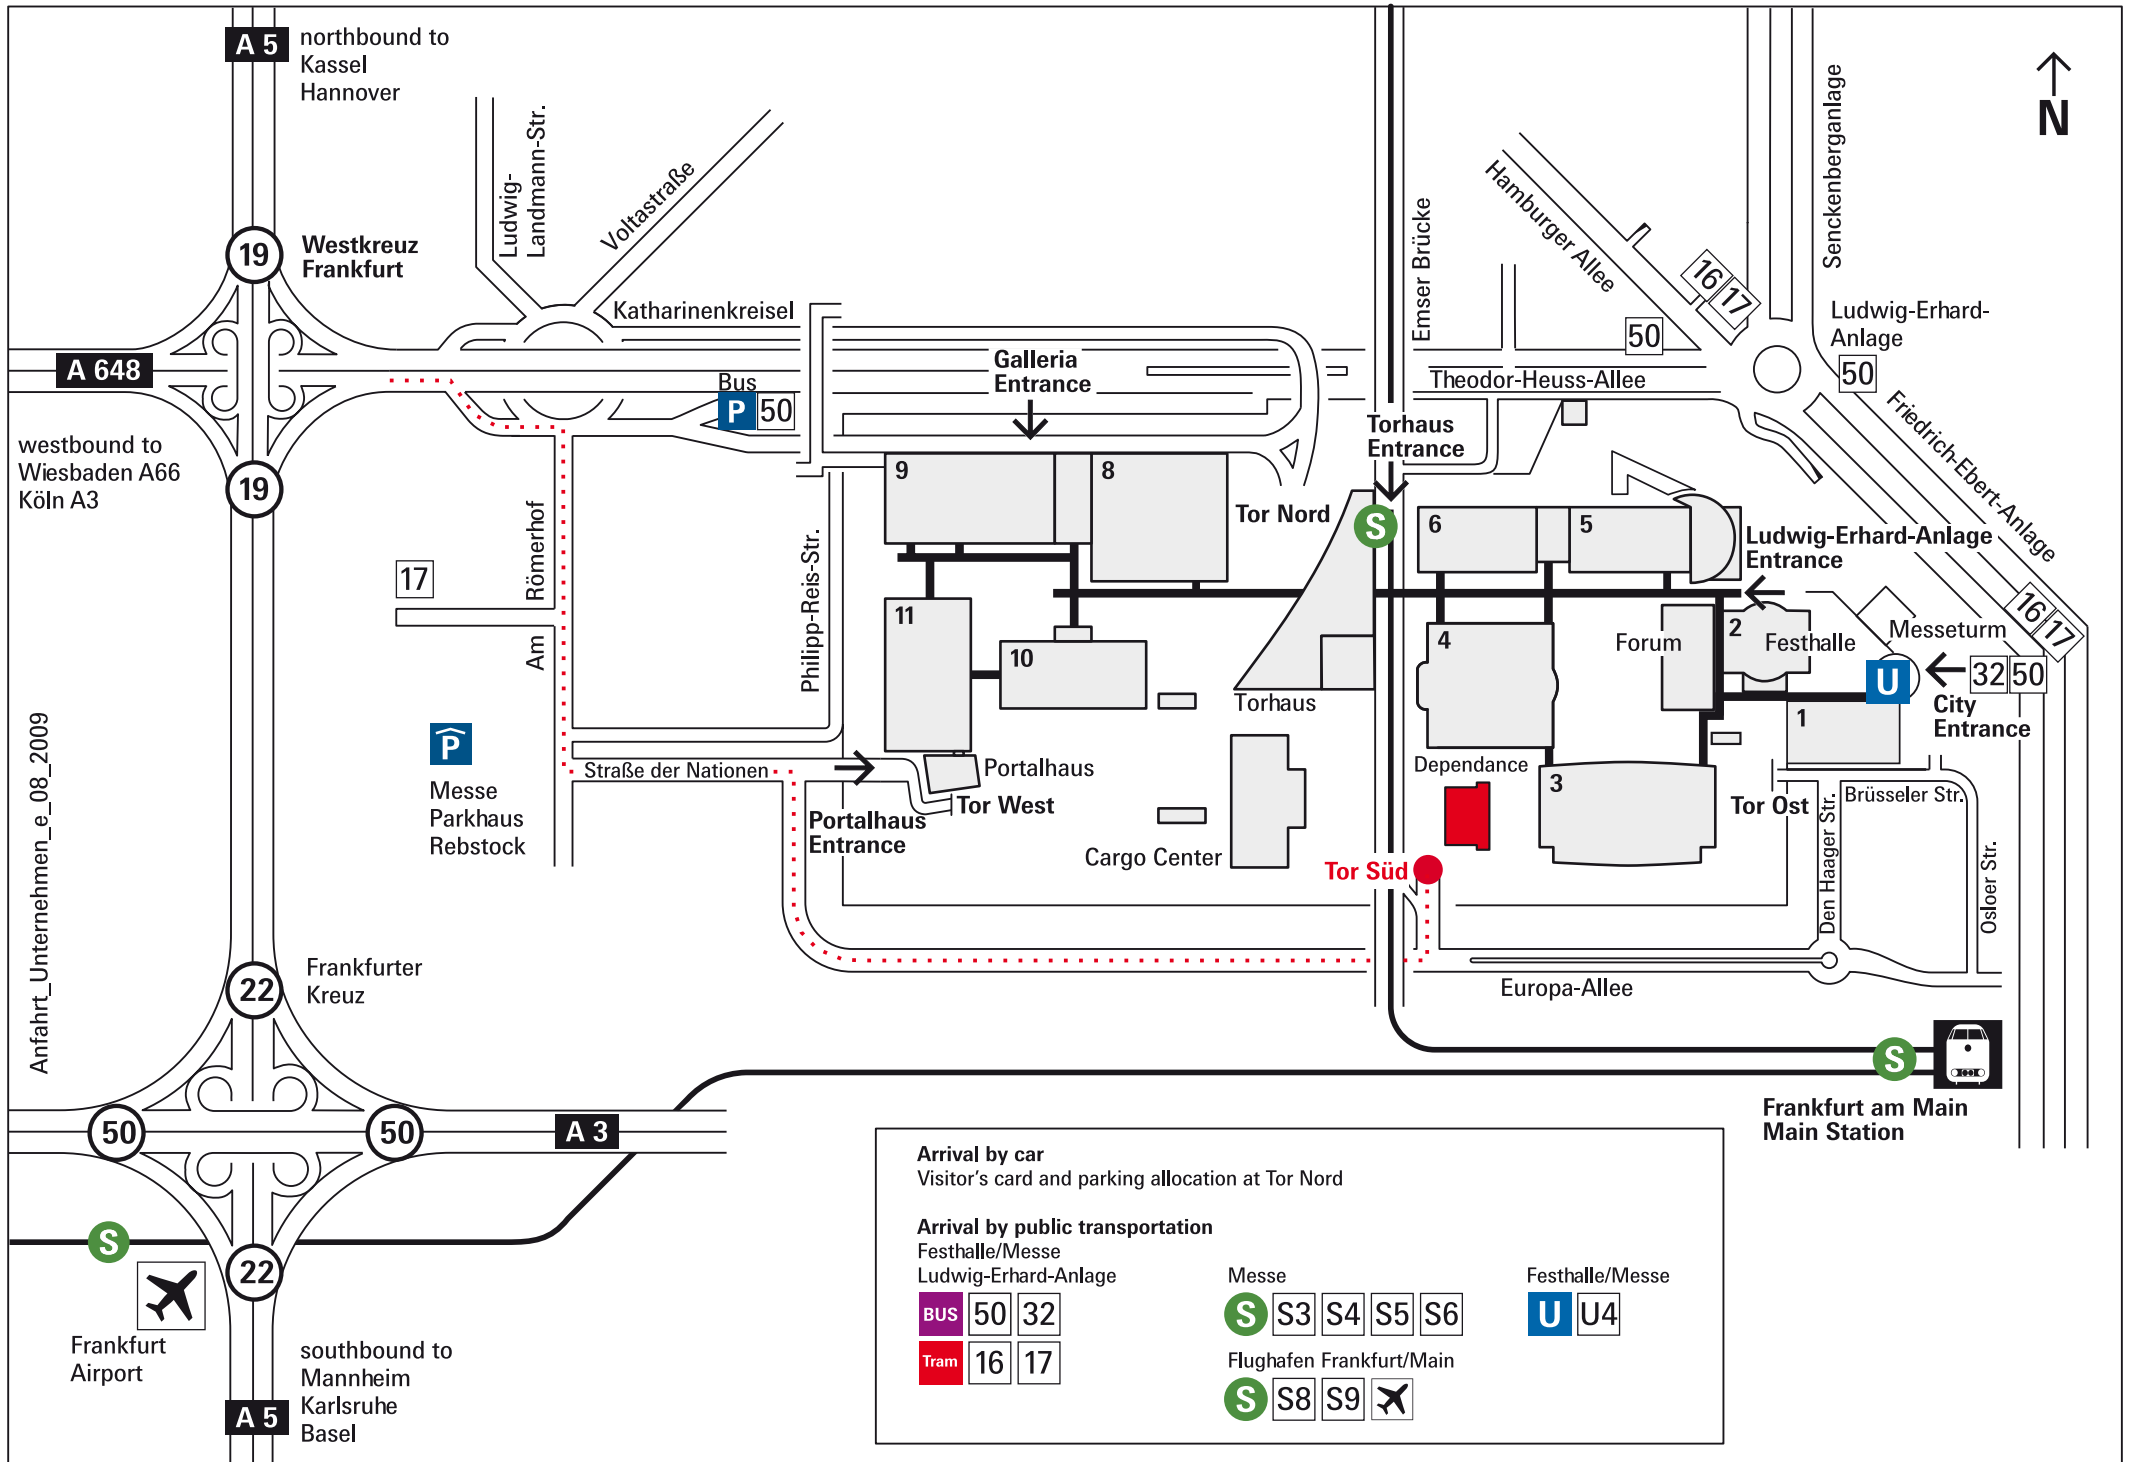 A 5
northbound to
Kassel
Hannover
Ludwig-
Landmann-Str.
Voltastraße
Emser Brücke
Hamburger Allee
Senckenberganlage
N
19
Westkreuz
Frankfurt
16
17
Katharinenkreisel
50
Ludwig-Erhard-
Anlage
50
A 648
Galleria
Entrance
Theodor-Heuss-Allee
Bus
P
50
Friedrich-Ebert-Anlage
westbound to
Wiesbaden A66
Köln A3
19
Torhaus
Entrance
9
8
Tor Nord
S
6
5
Ludwig-Erhard-Anlage
Entrance
17
Am
Römerhof
Philipp-Reis-Str.
11
10
4
Forum
2
Festhalle
Messeturm
16
17
U
32
50
City
Entrance
Torhaus
1
P
Messe
Parkhaus
Rebstock
Straße der Nationen
Portalhaus
Tor West
Portalhaus
Entrance
Dependance
3
Tor Ost
Brüsseler Str.
Den Haager Str.
Osloer Str.
Cargo Center
Tor Süd
Anfahrt_Unternehmen_e_08_2009
22
Frankfurter
Kreuz
Europa-Allee
S
Frankfurt am Main
Main Station
50
50
A 3
S
22
Frankfurt
Airport
southbound to
Mannheim
Karlsruhe
Basel
A 5
Arrival by car
Visitor's card and parking allocation at Tor Nord
Arrival by public transportation
Festhalle/Messe
Ludwig-Erhard-Anlage
BUS 50 32
Tram 16 17
Messe
S S3 S4 S5 S6
Flughafen Frankfurt/Main
S S8 S9
Festhalle/Messe
U U4